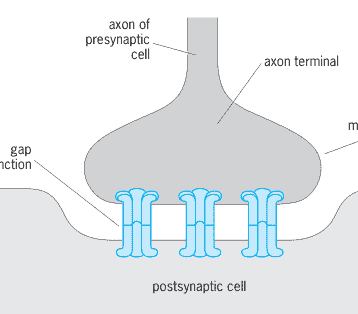 axon of
presynaptic
cell
axon terminal
m
gap
nction
postsynaptic cell